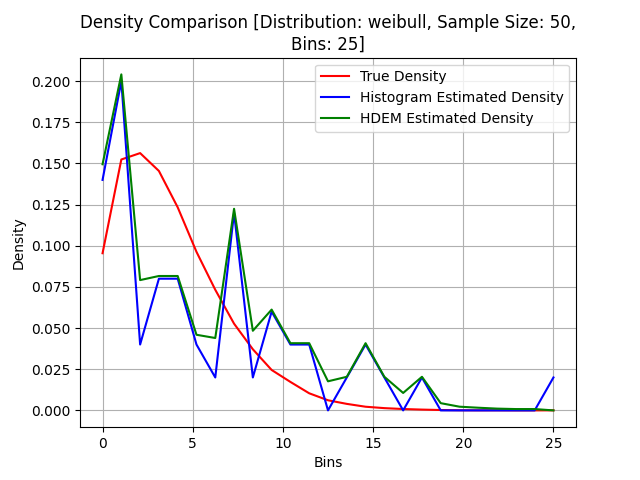 Density Comparison [Distribution: weibull, Sample Size: 50,
Bins: 25]
True Density
Histogram Estimated Density
HDEM Estimated Density
0.200
0.175
0.150
0.125
0.100
0.075
0.050
0.025
0.000
Density
0 5 10 15 20 25
Bins